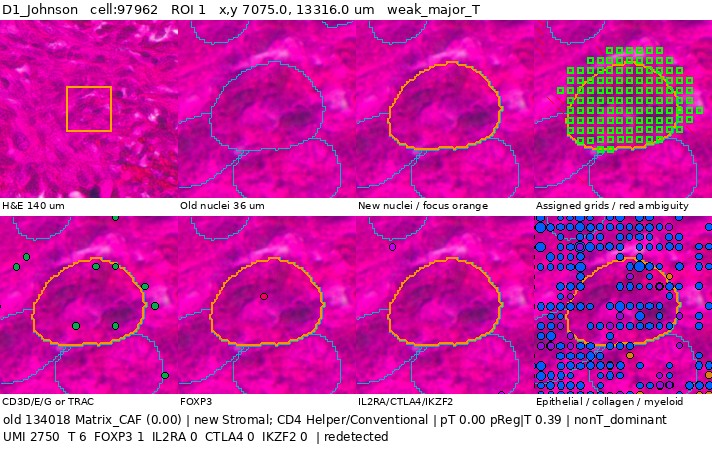 D1_Johnson cell:97962 ROI 1 x,y 7075.0, 13316.0 um weak_major_T
H&E 140 um
Old nuclei 36 um
New nuclei / focus orange
Assigned grids / red ambiguity
CD3D/E/G or TRAC
FOXP3
IL2RA/CTLA4/IKZF2
Epithelial / collagen / myeloid
old 134018 Matrix_CAF (0.00) | new Stromal; CD4 Helper/Conventional | pT 0.00 pReg|T 0.39 | nonT_dominant
UMI 2750 T 6 FOXP3 1 IL2RA 0 CTLA4 0 IKZF2 0 | redetected